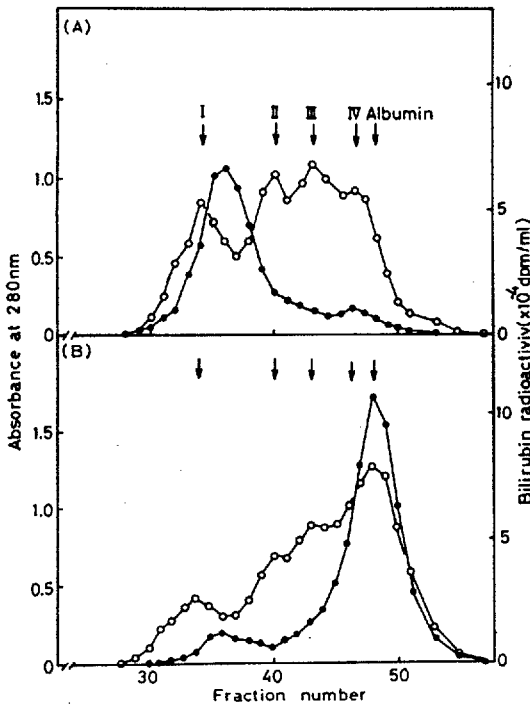 (A)
I II III IV Albumin
1.5
1.0
0.5
0
10
5
0
(B)
1.5
1.0
0.5
0
10
5
0
30 40 50
Fraction number
Absorbance at 280nm
Bilirubin radioactiviy(x10⁻⁴dpm/ml)